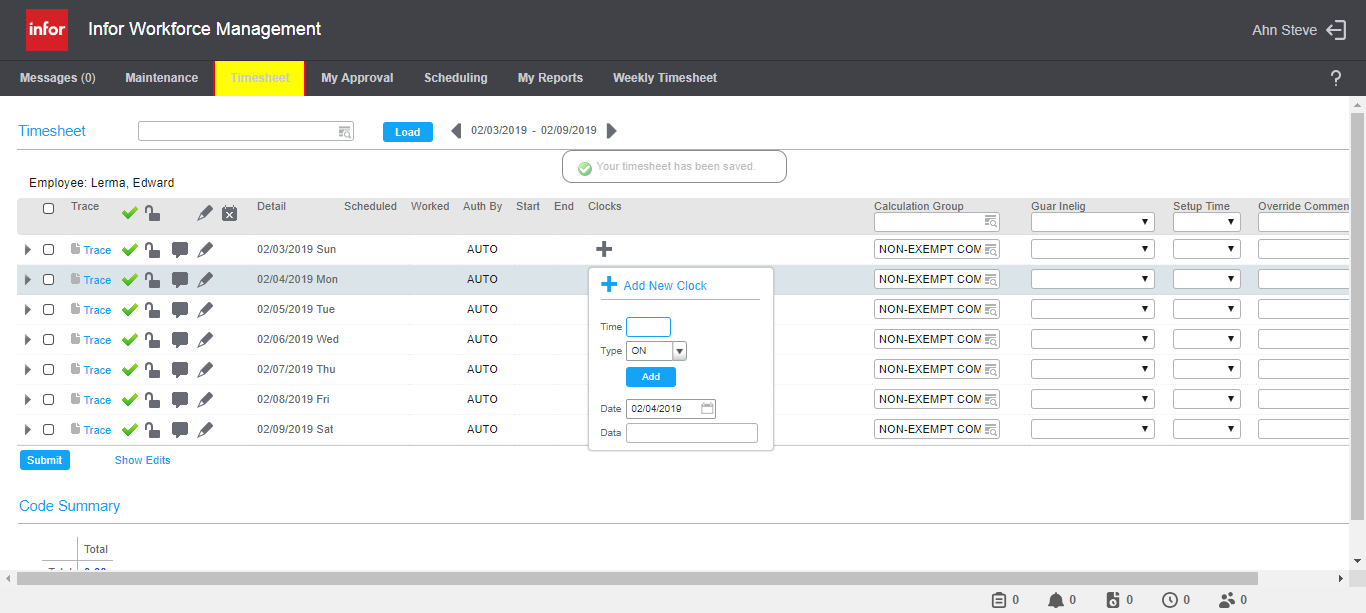 infor Infor Workforce Management Ahn Steve
Messages (0) Maintenance Timesheet My Approval Scheduling My Reports Weekly Timesheet ?
Timesheet Load 02/03/2019 - 02/09/2019
Your timesheet has been saved.
Employee: Lerma, Edward
Trace Detail Scheduled Worked Auth By Start End Clocks Calculation Group Guar Inelig Setup Time Override Commen
Trace 02/03/2019 Sun AUTO NON-EXEMPT COM
Trace 02/04/2019 Mon AUTO NON-EXEMPT COM
Add New Clock
Trace 02/05/2019 Tue AUTO NON-EXEMPT COM
Time
Trace 02/06/2019 Wed AUTO NON-EXEMPT COM
Type ON
Trace 02/07/2019 Thu AUTO NON-EXEMPT COM
Add
Trace 02/08/2019 Fri AUTO NON-EXEMPT COM
Date 02/04/2019
Trace 02/09/2019 Sat AUTO NON-EXEMPT COM
Data
Submit Show Edits
Code Summary
Total
0 0 0 0 0